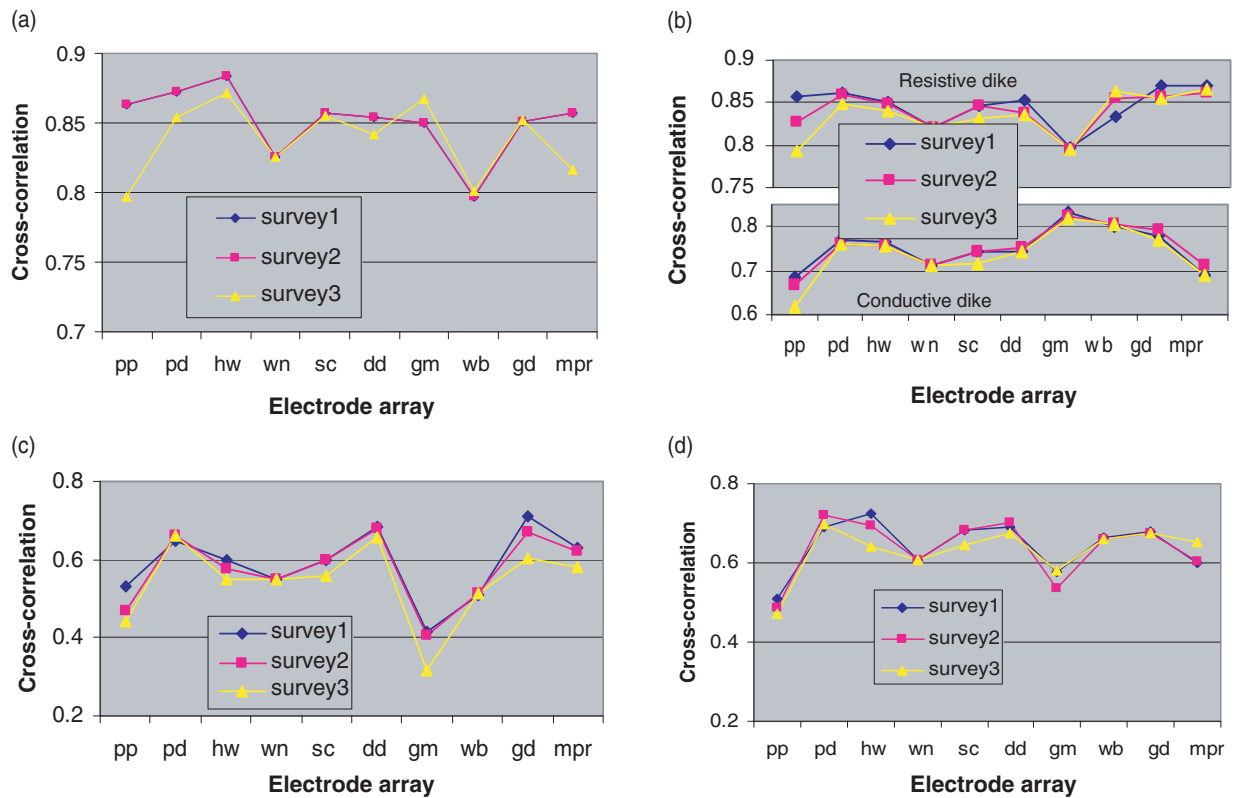 (a)
Cross-correlation
0.9
0.85
0.8
0.85
0.7
survey1
survey2
survey3
pp pd hw wn sc dd gm wb gd mpr
Electrode array
(b)
Cross-correlation
0.9
0.85
0.8
0.75
Resistive dike
survey1
survey2
survey3
0.8
0.7
0.6
Conductive dike
pp pd hw wn sc dd gm wb gd mpr
Electrode array
(c)
Cross-correlation
0.8
0.6
0.4
0.2
survey1
survey2
survey3
pp pd hw wn sc dd gm wb gd mpr
Electrode array
(d)
Cross-correlation
0.8
0.6
0.4
0.2
survey1
survey2
survey3
pp pd hw wn sc dd gm wb gd mpr
Electrode array